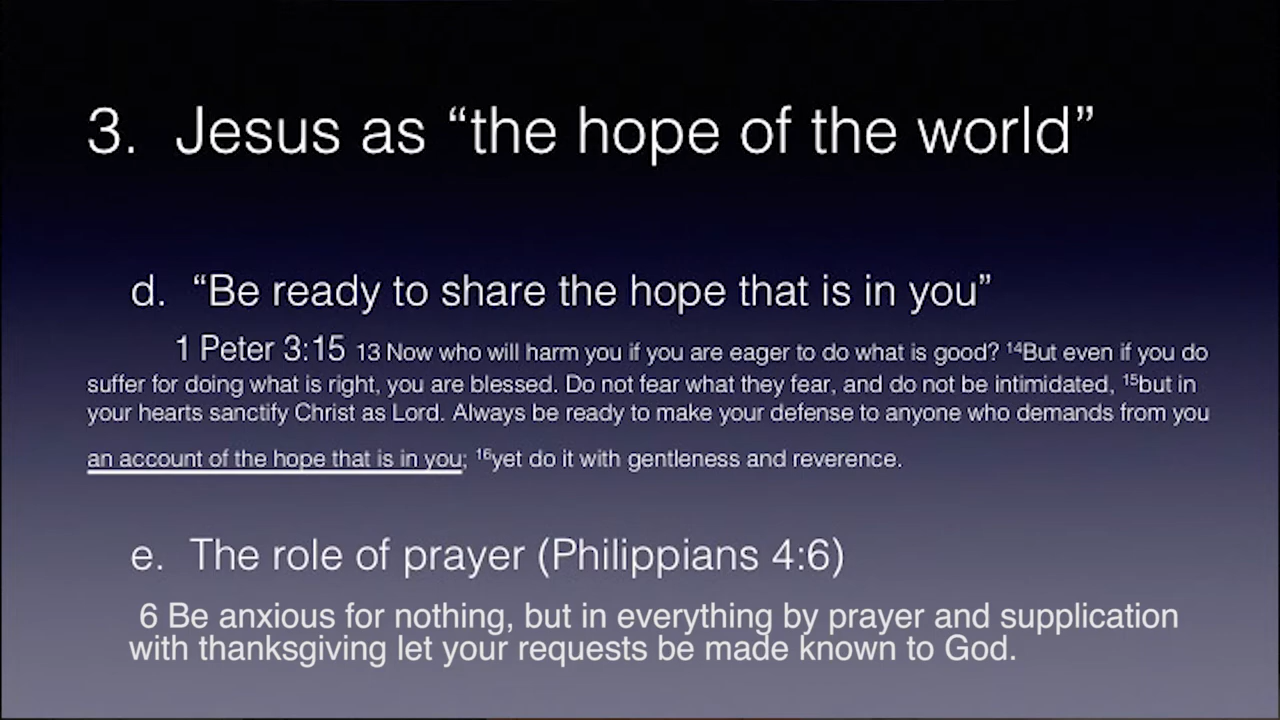 3. Jesus as “the hope of the world”
d. “Be ready to share the hope that is in you”
1 Peter 3:15 13 Now who will harm you if you are eager to do what is good? ¹⁴But even if you do
suffer for doing what is right, you are blessed. Do not fear what they fear, and do not be intimidated, ¹⁵but in
your hearts sanctify Christ as Lord. Always be ready to make your defense to anyone who demands from you
an account of the hope that is in you; ¹⁶yet do it with gentleness and reverence.
e. The role of prayer (Philippians 4:6)
6 Be anxious for nothing, but in everything by prayer and supplication
with thanksgiving let your requests be made known to God.